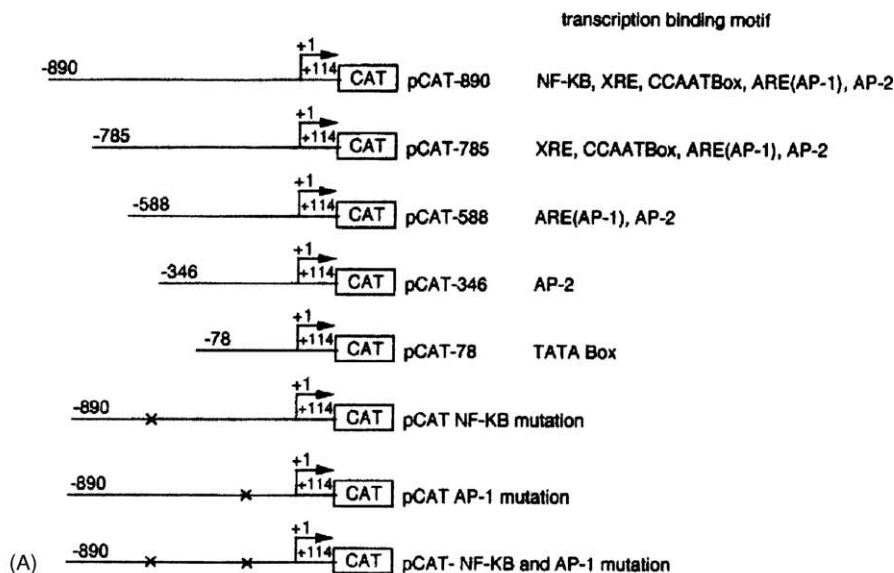 transcription binding motif
+1
-890 +114 CAT pCAT-890 NF-KB, XRE, CCAATBox, ARE(AP-1), AP-2
+1
-785 +114 CAT pCAT-785 XRE, CCAATBox, ARE(AP-1), AP-2
+1
-588 +114 CAT pCAT-588 ARE(AP-1), AP-2
+1
-346 +114 CAT pCAT-346 AP-2
+1
-78 +114 CAT pCAT-78 TATA Box
+1
-890 +114 CAT pCAT NF-KB mutation
+1
-890 +114 CAT pCAT AP-1 mutation
+1
(A) -890 +114 CAT pCAT- NF-KB and AP-1 mutation